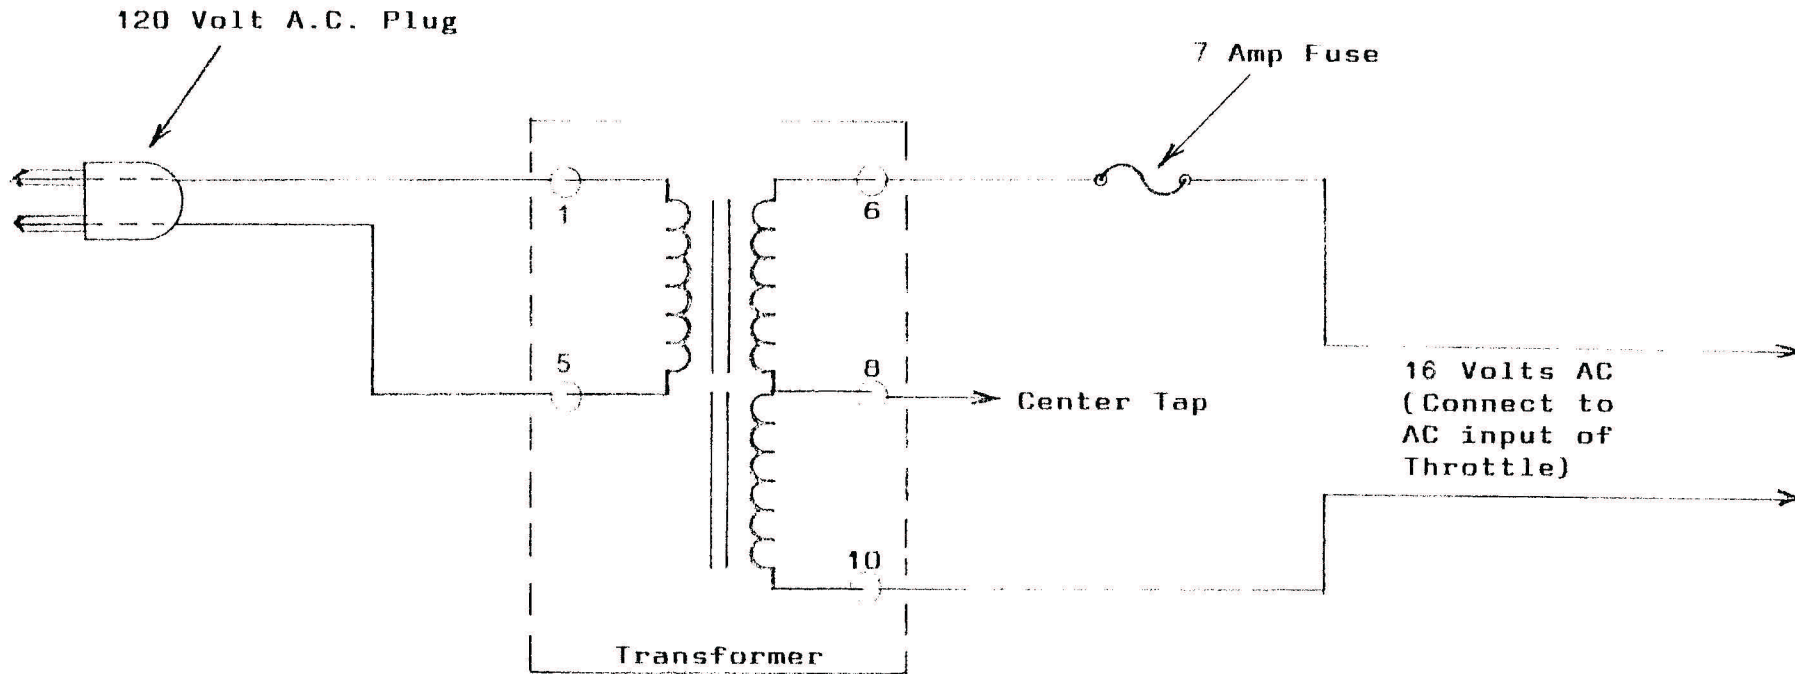 120 Volt A.C. Plug
7 Amp Fuse
1
6
5
8
Center Tap
16 Volts AC
(Connect to
AC input of
Throttle)
10
Transformer